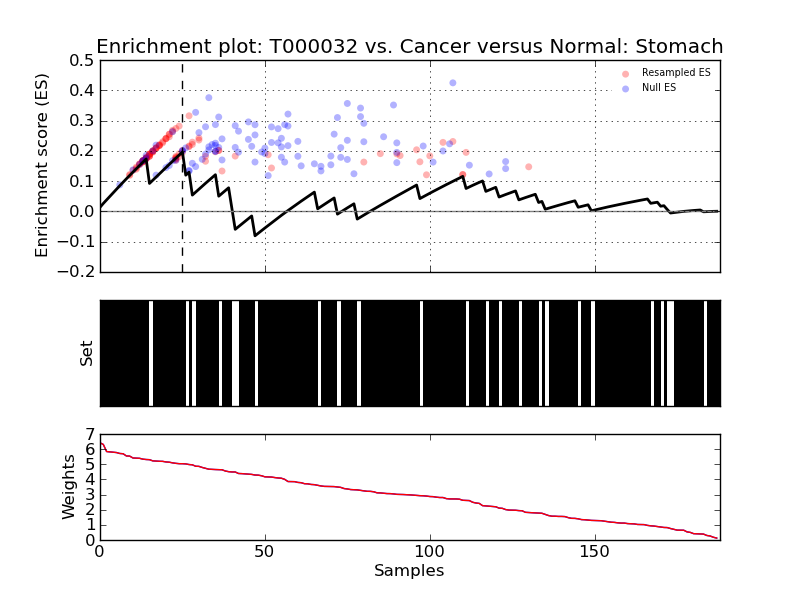 Enrichment plot: T000032 vs. Cancer versus Normal: Stomach
0.5
0.4
0.3
0.2
0.1
0.0
−0.1
−0.2
Enrichment score (ES)
Resampled ES
Null ES
Set
7
6
5
4
3
2
1
0
Weights
0
50
100
150
Samples